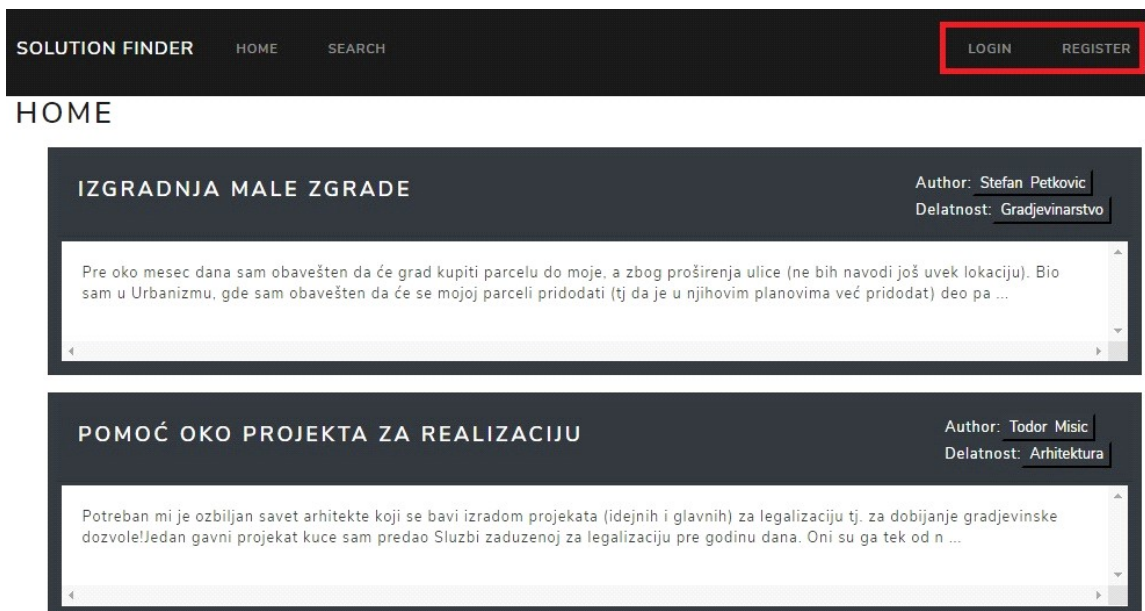 SOLUTION FINDER HOME SEARCH LOGIN REGISTER
HOME
IZGRADNJA MALE ZGRADE
Author: Stefan Petkovic
Delatnost: Gradjevinarstvo
Pre oko mesec dana sam obavešten da će grad kupiti parcelu do moje, a zbog proširenja ulice (ne bih navodi još uvek lokaciju). Bio
sam u Urbanizmu, gde sam obavešten da će se mojoj parceli pridodati (tj da je u njihovim planovima već pridodat) deo pa ...
POMOĆ OKO PROJEKTA ZA REALIZACIJU
Author: Todor Misic
Delatnost: Arhitektura
Potreban mi je ozbiljan savet arhitekte koji se bavi izradom projekata (idejnih i glavnih) za legalizaciju tj. za dobijanje gradjevinske
dozvole!Jedan gavni projekat kuce sam predao Sluzbi zaduzenoj za legalizaciju pre godinu dana. Oni su ga tek od n ...